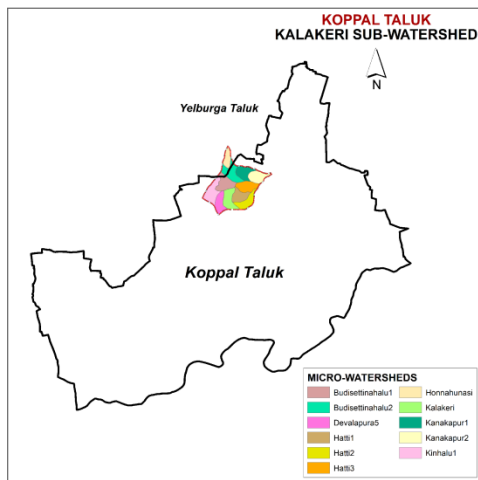 KOPPAL TALUK
KALAKERI SUB-WATERSHED
N
Yelburga Taluk
Koppal Taluk
MICRO-WATERSHEDS
Budisettinahalu1
Budisettinahalu2
Devalapura5
Hatti1
Hatti2
Hatti3
Honnahunasi
Kalakeri
Kanakapur1
Kanakapur2
Kinhalu1